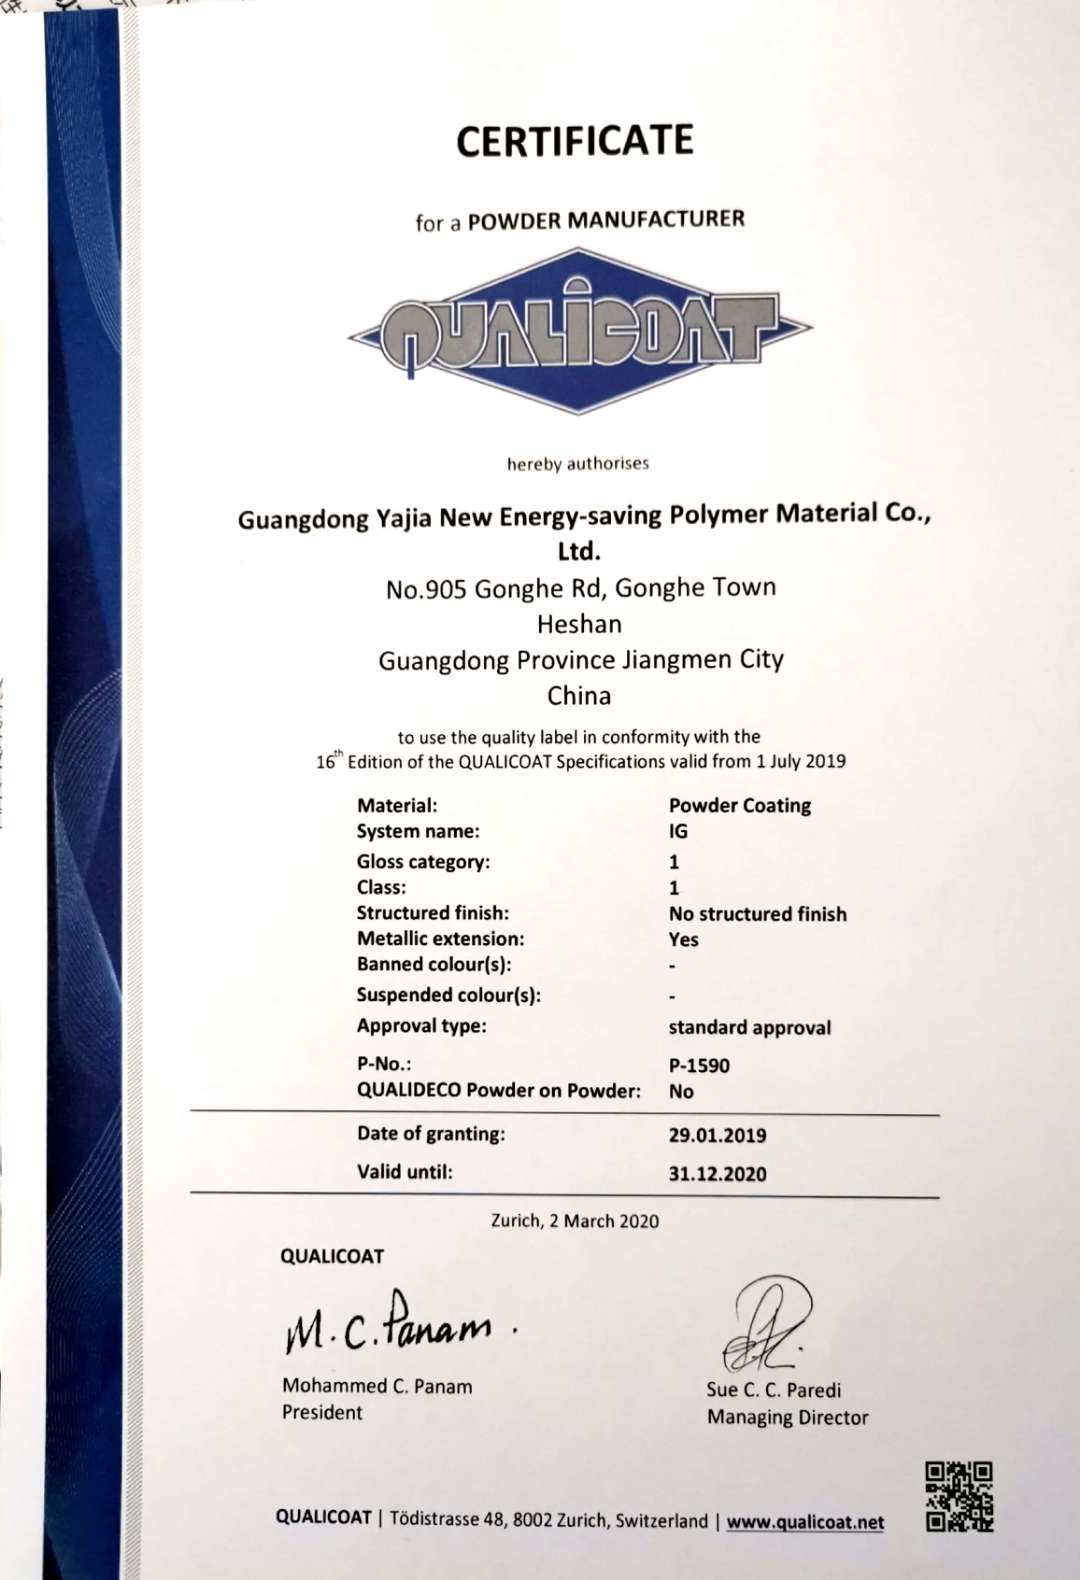 CERTIFICATE
for a POWDER MANUFACTURER
QUALICOAT
hereby authorises
Guangdong Yajia New Energy-saving Polymer Material Co.,
Ltd.
No.905 Gonghe Rd, Gonghe Town
Heshan
Guangdong Province Jiangmen City
China
to use the quality label in conformity with the
16th Edition of the QUALICOAT Specifications valid from 1 July 2019
Material: Powder Coating
System name: IG
Gloss category: 1
Class: 1
Structured finish: No structured finish
Metallic extension: Yes
Banned colour(s): -
Suspended colour(s): -
Approval type: standard approval
P-No.: P-1590
QUALIDECO Powder on Powder: No
Date of granting: 29.01.2019
Valid until: 31.12.2020
Zurich, 2 March 2020
QUALICOAT
M.C.Panam.
Mohammed C. Panam
President
Sue C. C. Paredi
Managing Director
QUALICOAT | Tödistrasse 48, 8002 Zurich, Switzerland | www.qualicoat.net